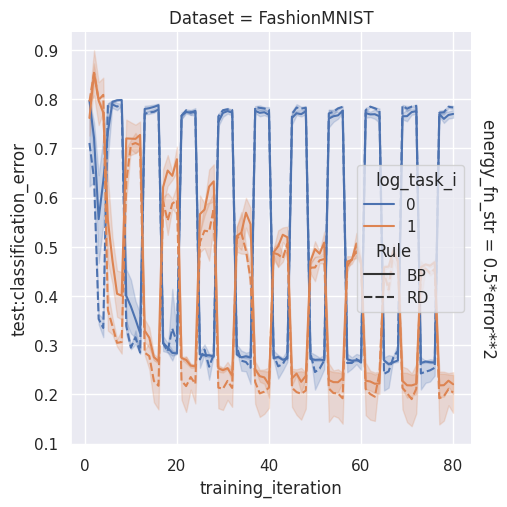 Dataset = FashionMNIST
test:classification_error
0.9
0.8
0.7
0.6
0.5
0.4
0.3
0.2
0.1
0
20
40
60
80
training_iteration
log_task_i
0
1
Rule
BP
RD
energy_fn_str = 0.5*error**2